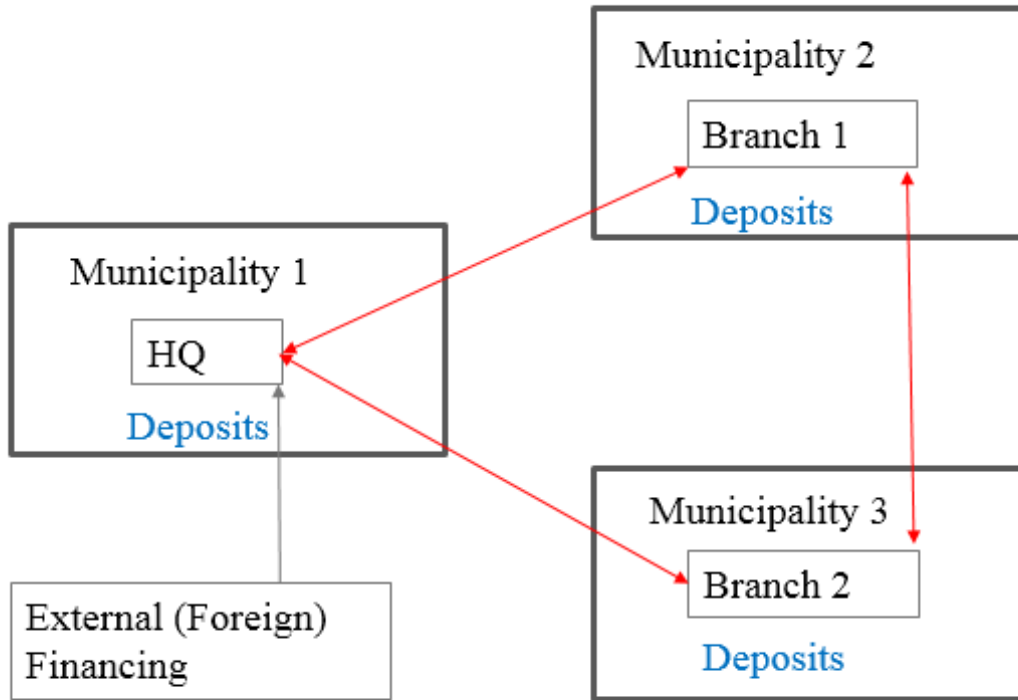 Municipality 2
Branch 1
Deposits
Municipality 1
HQ
Deposits
Municipality 3
Branch 2
Deposits
External (Foreign)
Financing